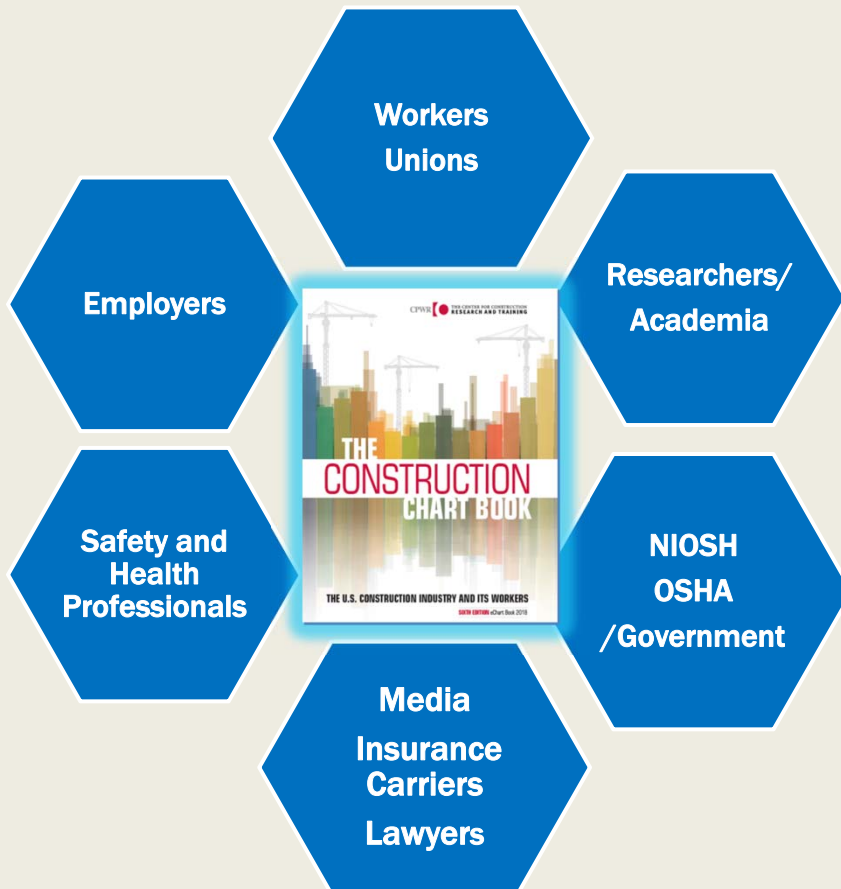 Workers
Unions
Employers
Researchers/
Academia
CPWR
THE CENTER FOR CONSTRUCTION
RESEARCH AND TRAINING
THE
CONSTRUCTION
CHART BOOK
THE U.S. CONSTRUCTION INDUSTRY AND ITS WORKERS
SIXTH EDITION eChart Book 2018
Safety and
Health
Professionals
NIOSH
OSHA
/Government
Media
Insurance
Carriers
Lawyers